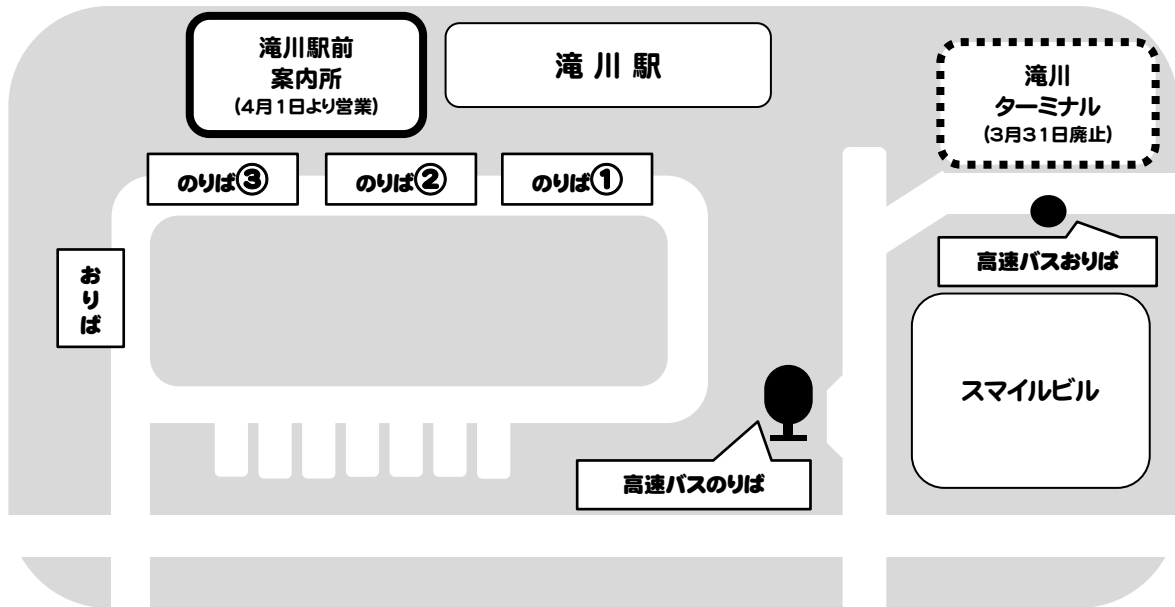 滝川駅前
案内所
(4月1日より営業)
滝川駅
滝川
ターミナル
(3月31日廃止)
のりば③
のりば②
のりば①
おりば
高速バスおりば
スマイルビル
高速バスのりば